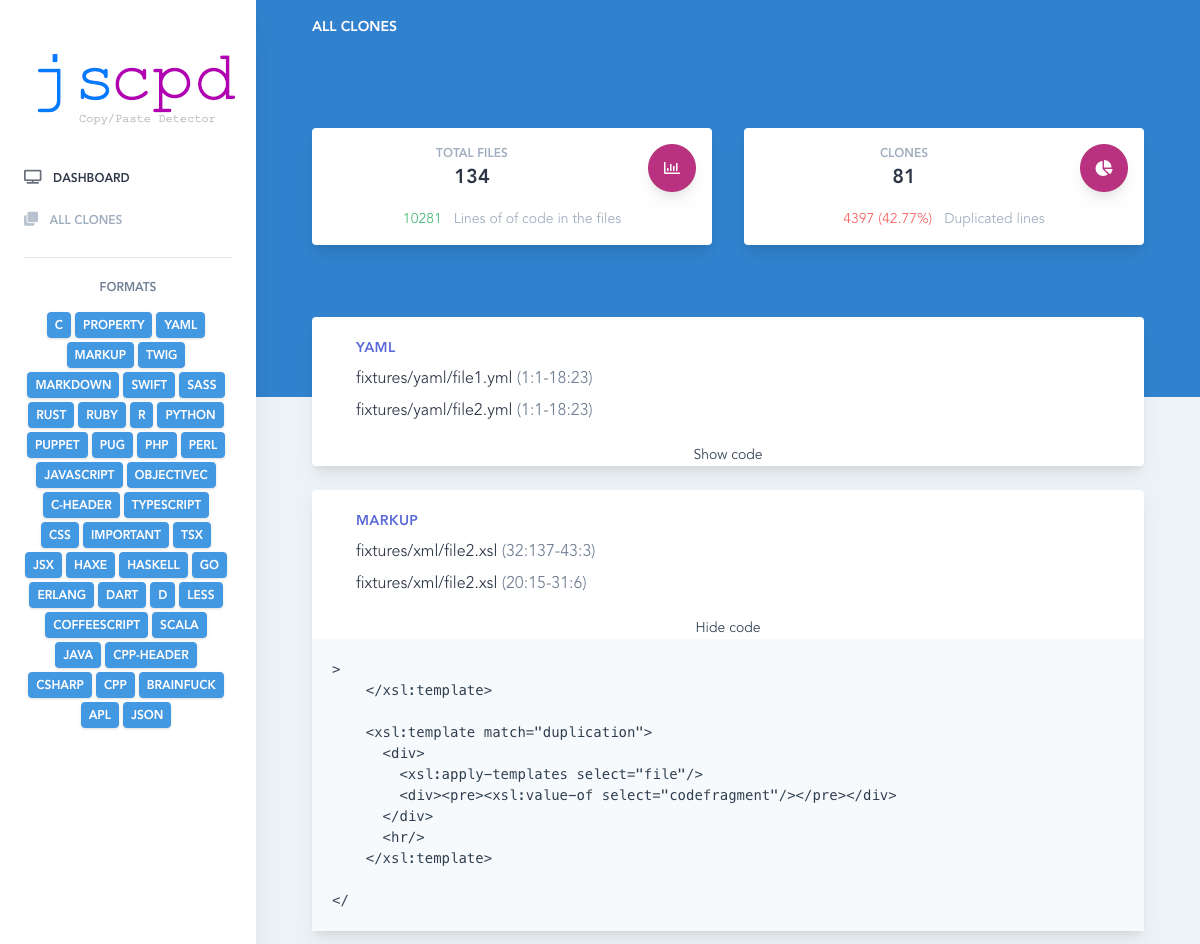 jscpd
Copy/Paste Detector
DASHBOARD
ALL CLONES
FORMATS
C PROPERTY YAML
MARKUP TWIG
MARKDOWN SWIFT SASS
RUST RUBY R PYTHON
PUPPET PUG PHP PERL
JAVASCRIPT OBJECTIVEC
C-HEADER TYPESCRIPT
CSS IMPORTANT TSX
JSX HAXE HASKELL GO
ERLANG DART D LESS
COFFEESCRIPT SCALA
JAVA CPP-HEADER
CSHARP CPP BRAINFUCK
APL JSON
ALL CLONES
TOTAL FILES
134
10281 Lines of of code in the files
CLONES
81
4397 (42.77%) Duplicated lines
YAML
fixtures/yaml/file1.yml (1:1-18:23)
fixtures/yaml/file2.yml (1:1-18:23)
Show code
MARKUP
fixtures/xml/file2.xsl (32:137-43:3)
fixtures/xml/file2.xsl (20:15-31:6)
Hide code
>
    </xsl:template>
    <xsl:template match="duplication">
      <div>
        <xsl:apply-templates select="file"/>
        <div><pre><xsl:value-of select="codefragment"/></pre></div>
      </div>
      <hr/>
    </xsl:template>
</